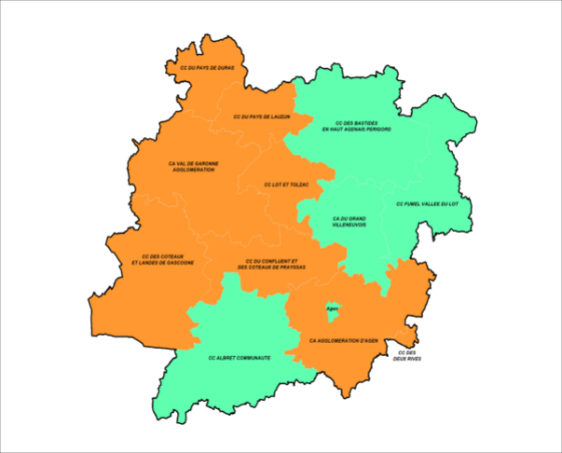 CC DU PAYS DE DURAS
CC DU PAYS DE LAUZUN
CC DES BASTIDES
EN HAUT AGENAIS PERIGORD
CA VAL DE GARONNE
AGGLOMERATION
CC LOT ET TOLZAC
CC FUMEL VALLEE DU LOT
CA DU GRAND
VILLENEUVOIS
CC DES COTEAUX
ET LANDES DE GASCOGNE
CC DU CONFLUENT ET
DES COTEAUX DE PRAYSSAS
Agen
CA AGGLOMERATION D'AGEN
CC DES
DEUX RIVES
CC ALBRET COMMUNAUTE